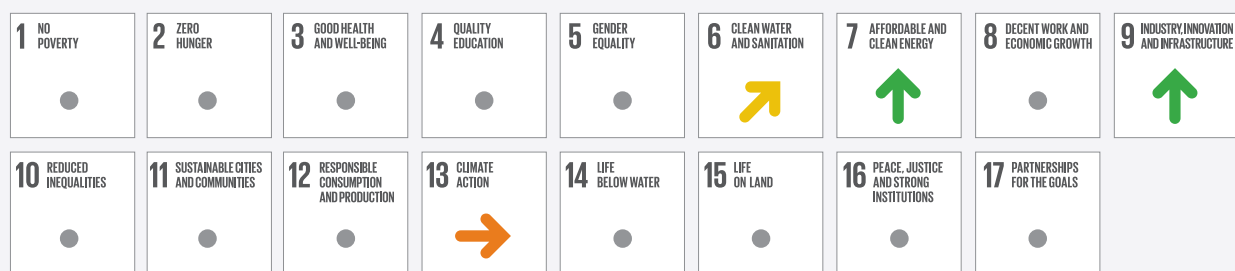 1 NO
POVERTY
2 ZERO
HUNGER
3 GOOD HEALTH
AND WELL-BEING
4 QUALITY
EDUCATION
5 GENDER
EQUALITY
6 CLEAN WATER
AND SANITATION
7 AFFORDABLE AND
CLEAN ENERGY
8 DECENT WORK AND
ECONOMIC GROWTH
9 INDUSTRY, INNOVATION
AND INFRASTRUCTURE
10 REDUCED
INEQUALITIES
11 SUSTAINABLE CITIES
AND COMMUNITIES
12 RESPONSIBLE
CONSUMPTION
AND PRODUCTION
13 CLIMATE
ACTION
14 LIFE
BELOW WATER
15 LIFE
ON LAND
16 PEACE, JUSTICE
AND STRONG
INSTITUTIONS
17 PARTNERSHIPS
FOR THE GOALS